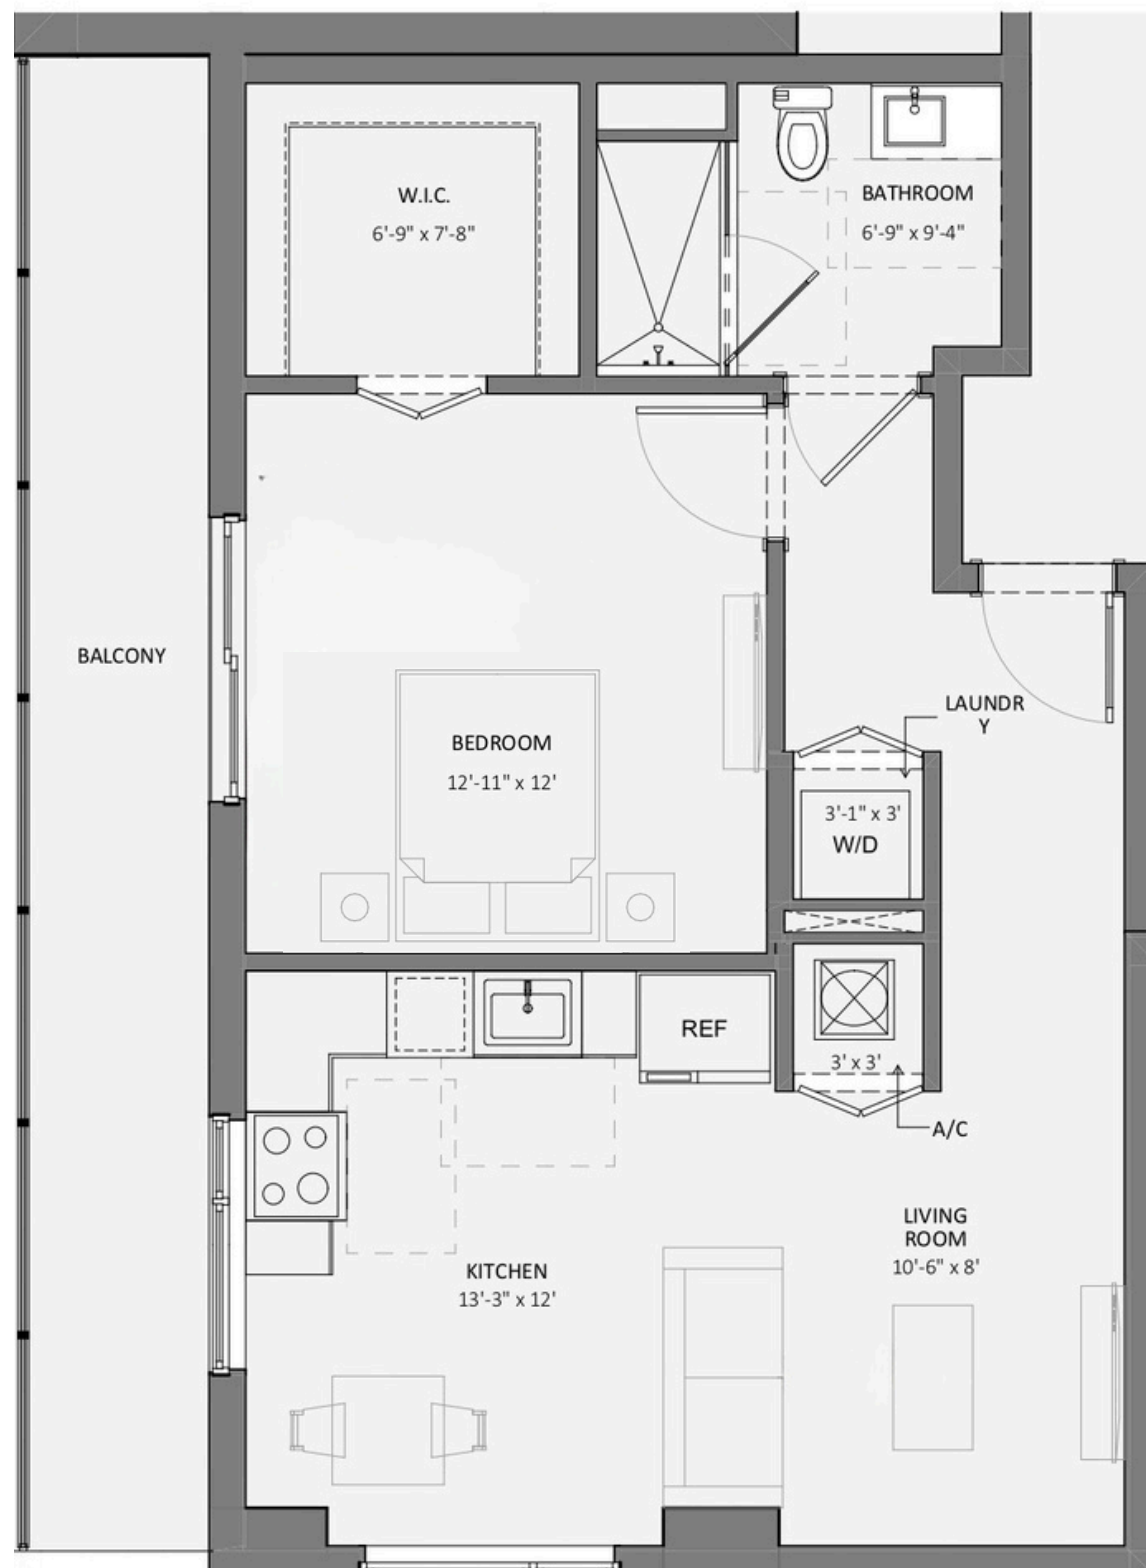 W.I.C.
6'-9" x 7'-8"
BATHROOM
6'-9" x 9'-4"
BALCONY
LAUNDR
Y
BEDROOM
12'-11" x 12'
3'-1" x 3'
W/D
REF
3' x 3'
A/C
LIVING
ROOM
10'-6" x 8'
KITCHEN
13'-3" x 12'